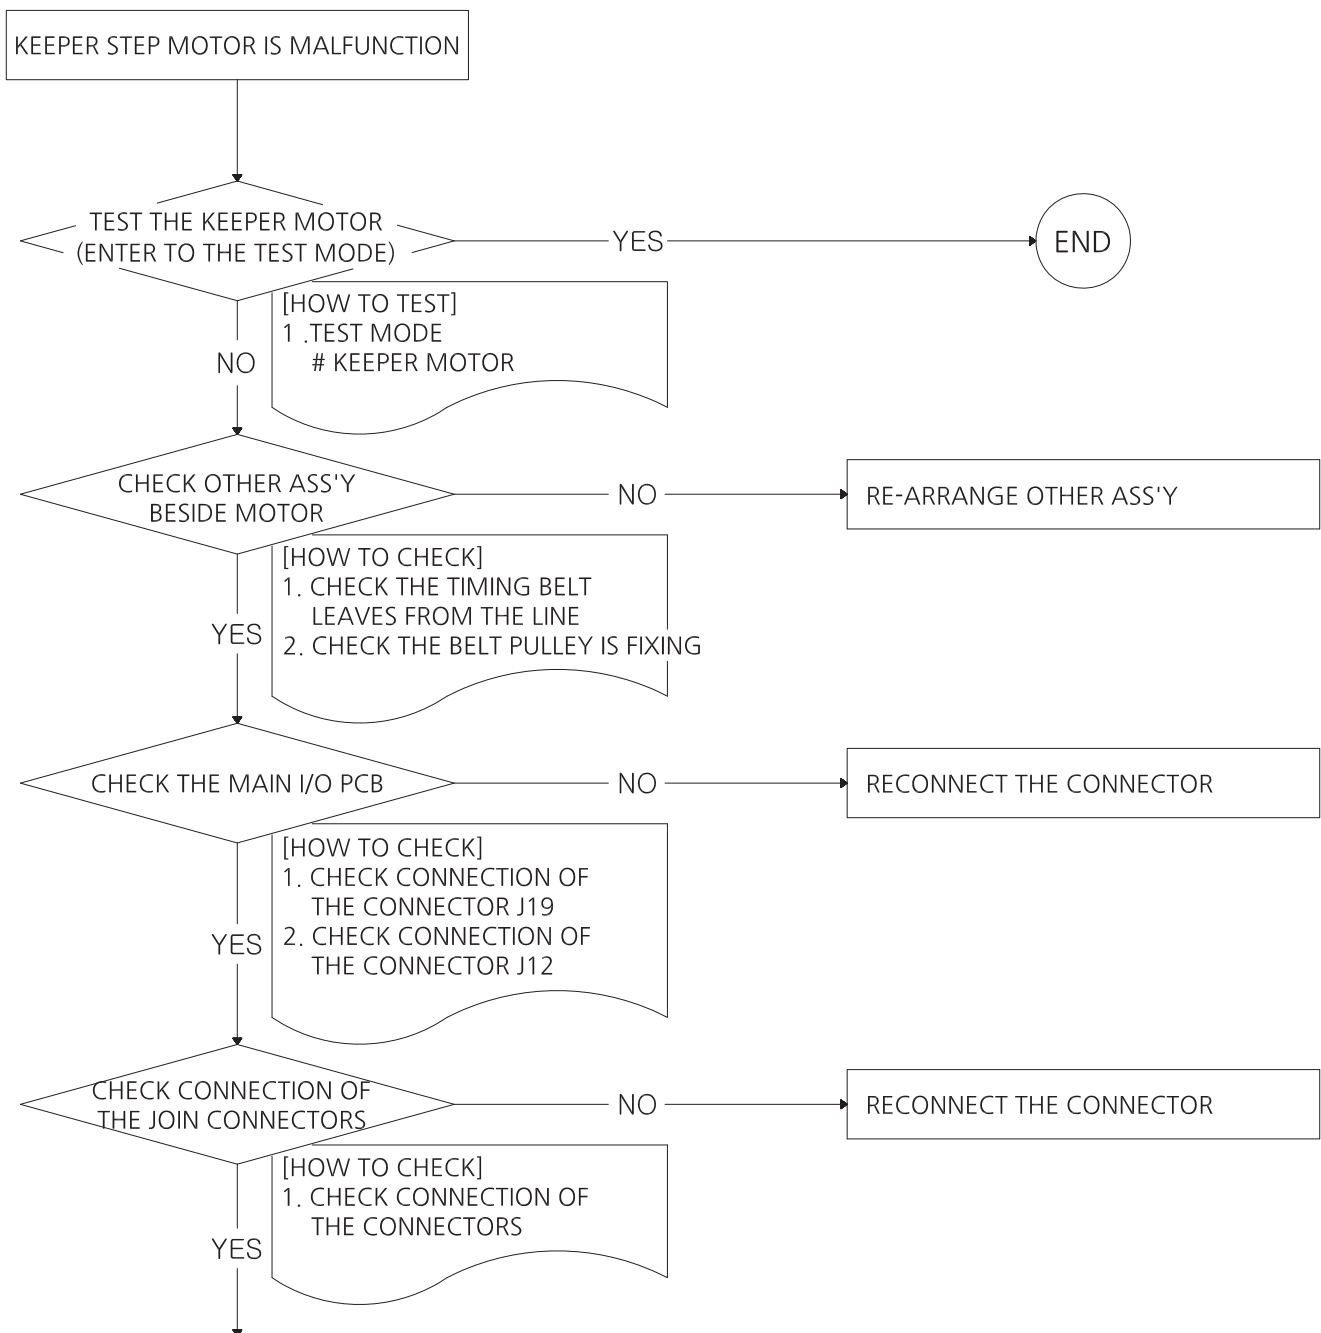 KEEPER STEP MOTOR IS MALFUNCTION
TEST THE KEEPER MOTOR
(ENTER TO THE TEST MODE)
YES
END
[HOW TO TEST]
1 .TEST MODE
# KEEPER MOTOR
NO
CHECK OTHER ASS'Y
BESIDE MOTOR
NO
RE-ARRANGE OTHER ASS'Y
[HOW TO CHECK]
1. CHECK THE TIMING BELT
LEAVES FROM THE LINE
2. CHECK THE BELT PULLEY IS FIXING
YES
CHECK THE MAIN I/O PCB
NO
RECONNECT THE CONNECTOR
[HOW TO CHECK]
1. CHECK CONNECTION OF
THE CONNECTOR J19
2. CHECK CONNECTION OF
THE CONNECTOR J12
YES
CHECK CONNECTION OF
THE JOIN CONNECTORS
NO
RECONNECT THE CONNECTOR
[HOW TO CHECK]
1. CHECK CONNECTION OF
THE CONNECTORS
YES